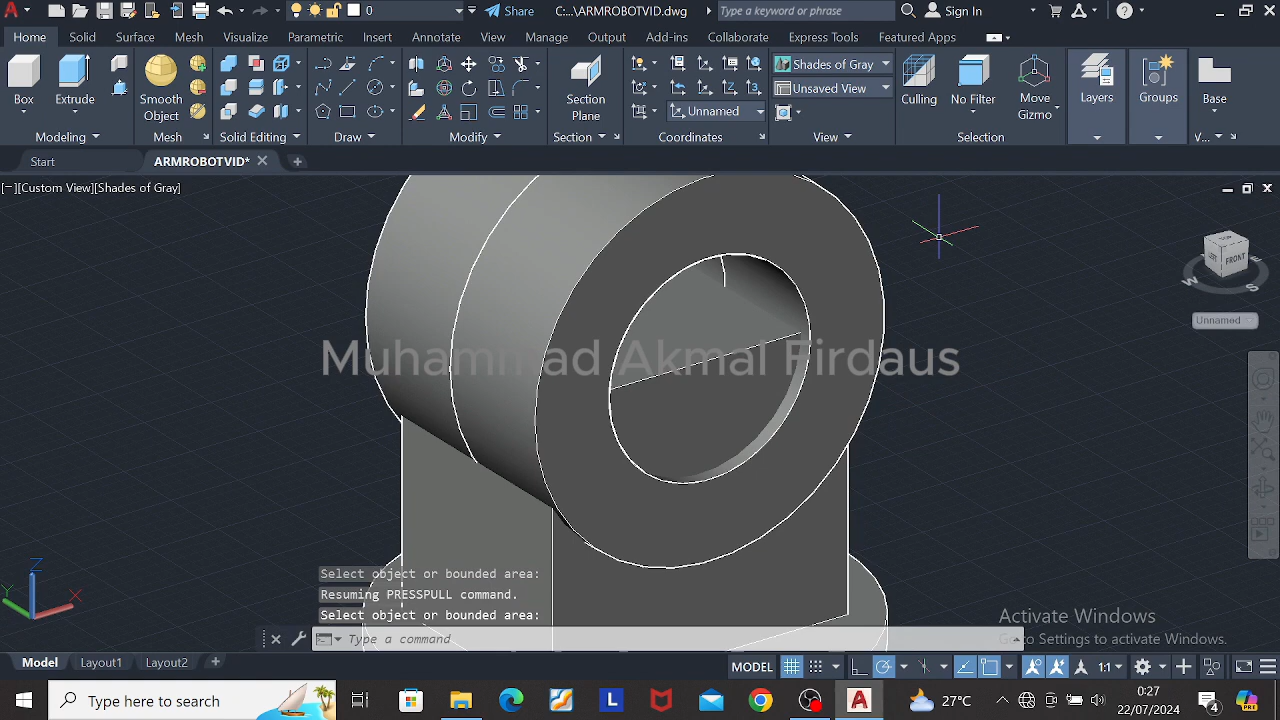 Share
C:\...\ARMROBOTVID.dwg
Type a keyword or phrase
Sign In
0
Home Solid Surface Mesh Visualize Parametric Insert Annotate View Manage Output Add-ins Collaborate Express Tools Featured Apps
Box
Extrude
Smooth
Object
Section
Plane
Shades of Gray
Unsaved View
Unnamed
Culling
No Filter
Move
Gizmo
Layers
Groups
Base
Modeling
Mesh
Solid Editing
Draw
Modify
Section
Coordinates
View
Selection
V...
Start
ARMROBOTVID*
[−][Custom View][Shades of Gray]
TOP
FRONT
W
S
Unnamed
Muhammad Akmal Firdaus
Select object or bounded area:
Resuming PRESSPULL command.
Select object or bounded area:
Type a command
Z
Y
X
Activate Windows
Go to Settings to activate Windows.
Model Layout1 Layout2
MODEL
1:1
Type here to search
27°C
0:27
22/07/2024
4